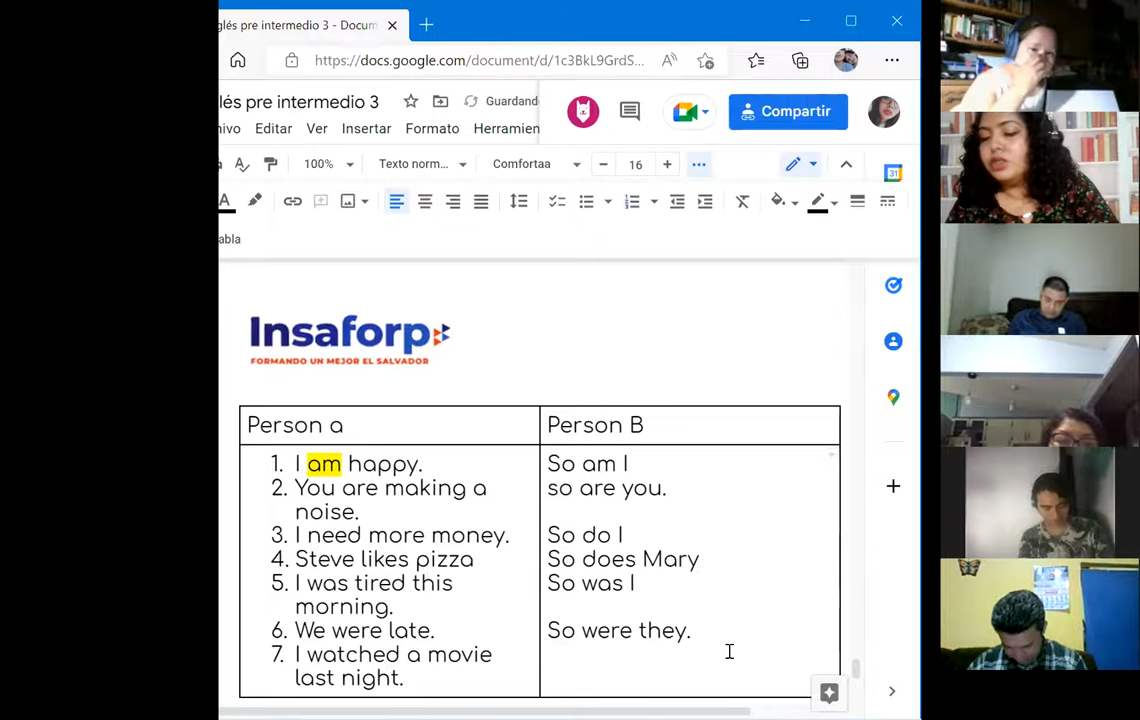 glés pre intermedio 3 - Docum
https://docs.google.com/document/d/1c3BkL9GrdS...
glés pre intermedio 3
Guardando
Compartir
ivo Editar Ver Insertar Formato Herramien
100% Texto norm... Comfortaa 16
abla
31
Insaforp
FORMANDO UN MEJOR EL SALVADOR
Person a
Person B
1. I am happy.
So am I
2. You are making a
so are you.
noise.
3. I need more money.
So do I
4. Steve likes pizza
So does Mary
5. I was tired this
So was I
morning.
6. We were late.
So were they.
7. I watched a movie
last night.